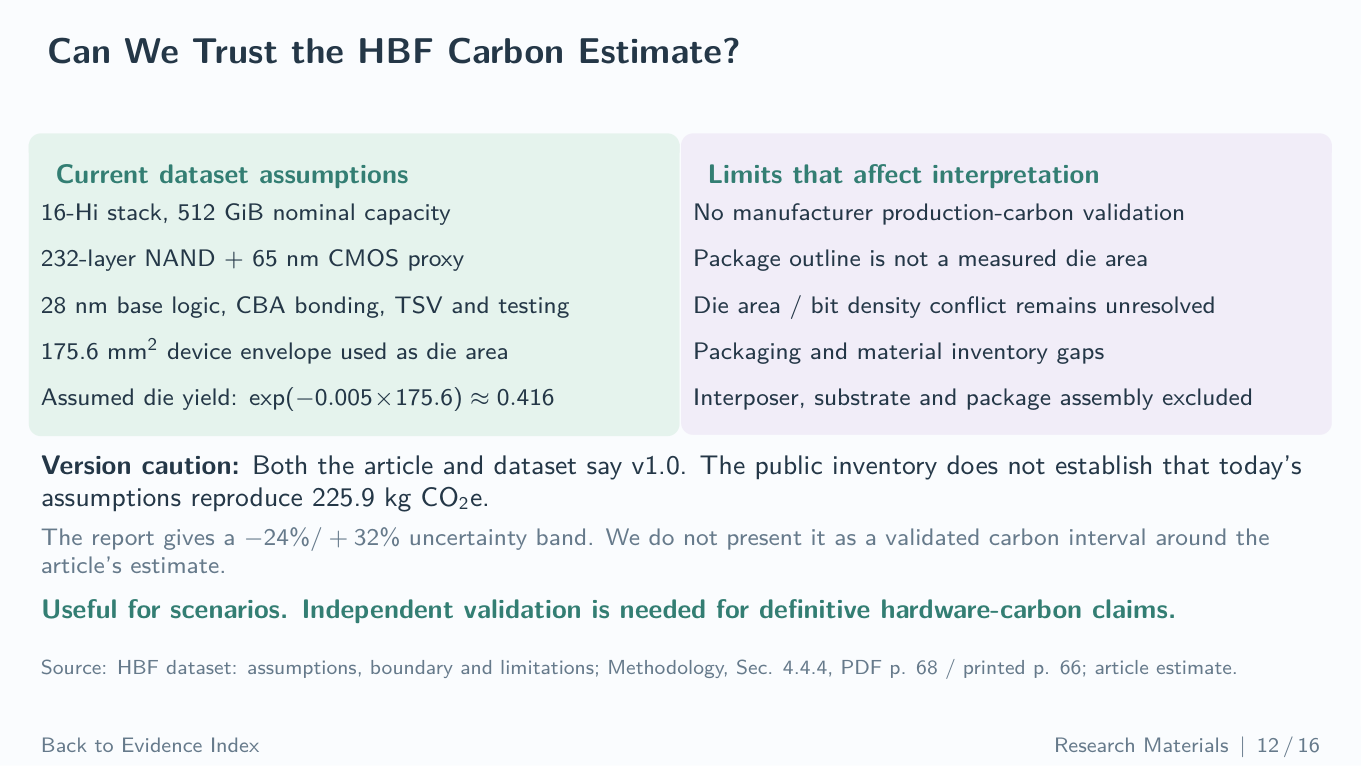 Can We Trust the HBF Carbon Estimate?
Current dataset assumptions
16-Hi stack, 512 GiB nominal capacity
232-layer NAND + 65 nm CMOS proxy
28 nm base logic, CBA bonding, TSV and testing
175.6 mm² device envelope used as die area
Assumed die yield: exp(−0.005×175.6) ≈ 0.416
Limits that affect interpretation
No manufacturer production-carbon validation
Package outline is not a measured die area
Die area / bit density conflict remains unresolved
Packaging and material inventory gaps
Interposer, substrate and package assembly excluded
Version caution: Both the article and dataset say v1.0. The public inventory does not establish that today's
assumptions reproduce 225.9 kg CO₂e.
The report gives a −24%/ + 32% uncertainty band. We do not present it as a validated carbon interval around the
article's estimate.
Useful for scenarios. Independent validation is needed for definitive hardware-carbon claims.
Source: HBF dataset: assumptions, boundary and limitations; Methodology, Sec. 4.4.4, PDF p. 68 / printed p. 66; article estimate.
Back to Evidence Index
Research Materials | 12 / 16